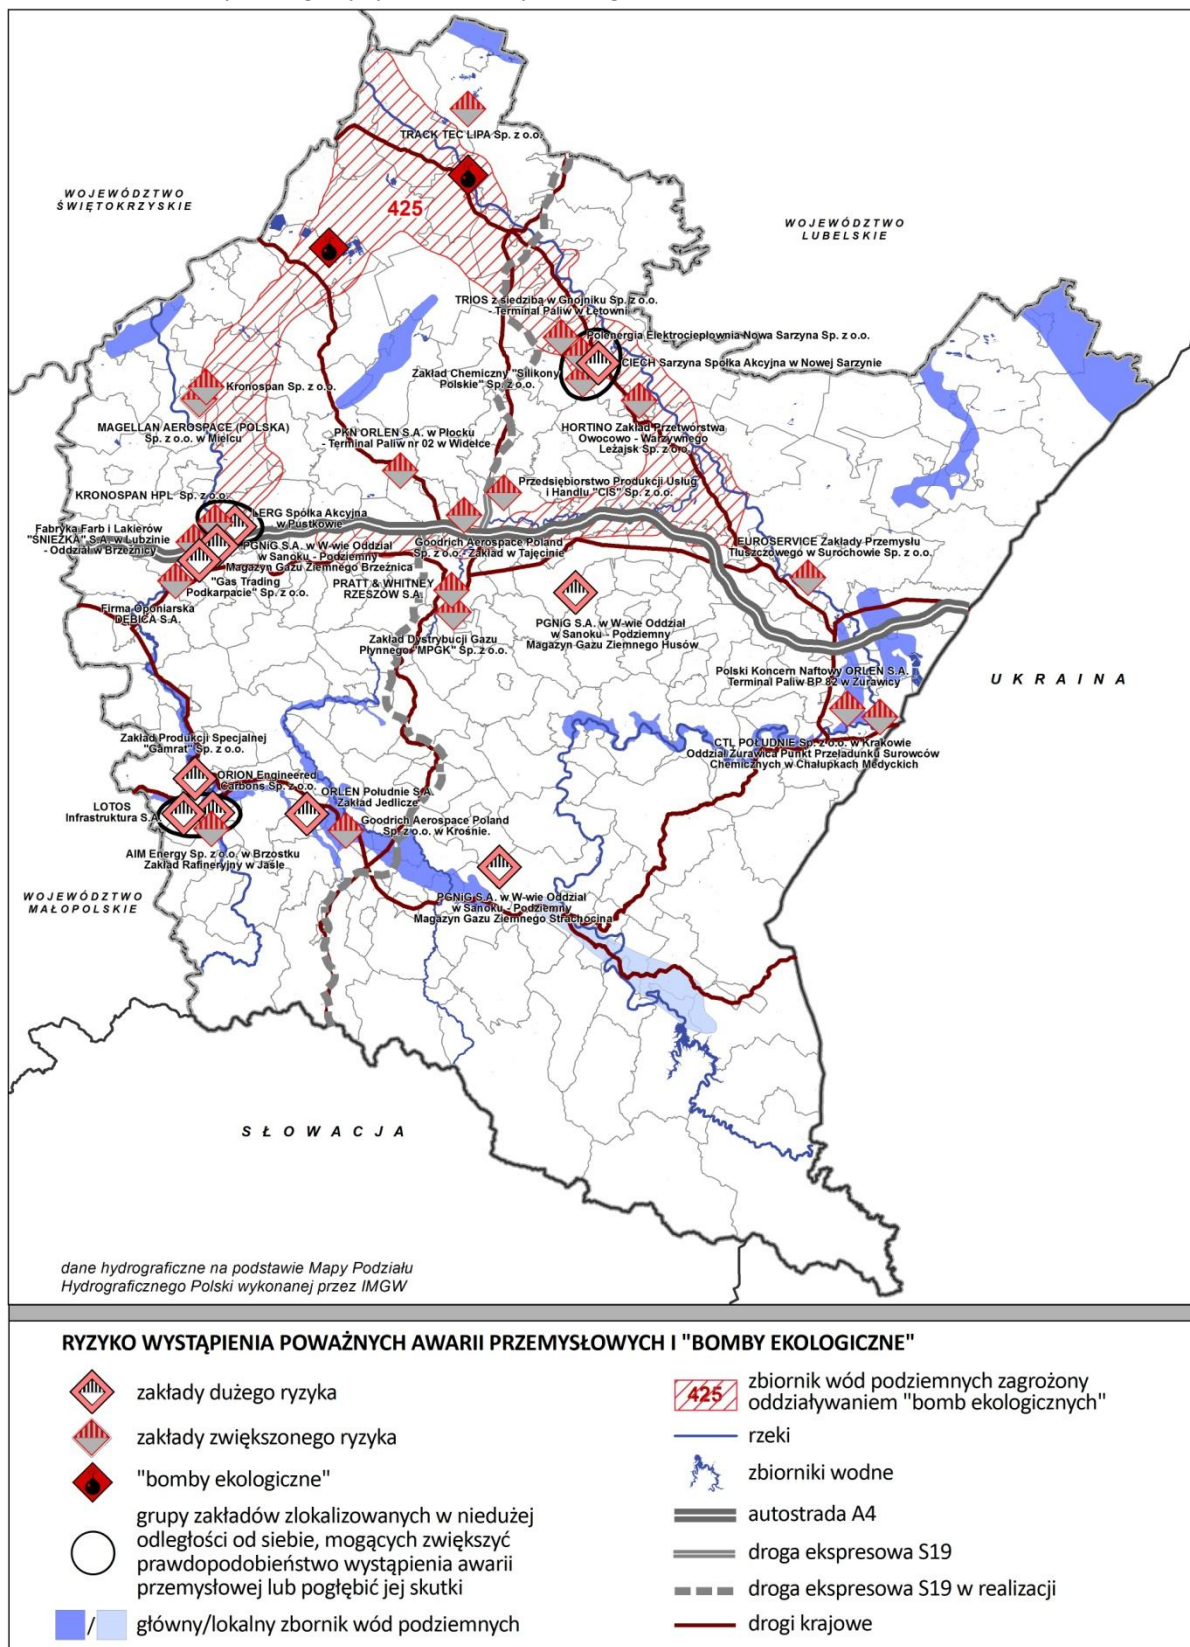 TRACK TEC LIPA Sp. z o.o.
WOJEWÓDZTWO
ŚWIĘTOKRZYSKIE
425
WOJEWÓDZTWO
LUBELSKIE
TRIOS z siedzibą w Gnojniku Sp. z o.o.
- Terminal Paliw w Łętowni
Polenergia Elektrociepłownia Nowa Sarzyna Sp. z o.o.
CIECH Sarzyna Spółka Akcyjna w Nowej Sarzynie
Zakład Chemiczny "Silikony
Polskie" Sp. z o.o.
Kronospan Sp. z o.o.
MAGELLAN AEROSPACE (POLSKA)
Sp. z o.o. w Mielcu
PKN ORLEN S.A. w Płocku
- Terminal Paliw nr 02 w Widełce
HORTINO Zakład Przetwórstwa
Owocowo - Warzywnego
Leżajsk Sp. z o.o.
Przedsiębiorstwo Produkcji Usług
i Handlu "CIS" Sp. z o.o.
KRONOSPAN HPL Sp. z o.o.
LERG Spółka Akcyjna
w Pustkowie
Fabryka Farb i Lakierów
"ŚNIEŻKA" S.A. w Lubzinie
- Oddział w Brzeźnicy
PGNiG S.A. w W-wie Oddział
w Sanoku - Podziemny
Magazyn Gazu Ziemnego Brzeźnica
Goodrich Aerospace Poland
Sp. z o.o. - Zakład w Tajęcinie
EUROSERVICE Zakłady Przemysłu
Tłuszczowego w Surochowie Sp. z o.o.
"Gas Trading
Podkarpacie" Sp. z o.o.
PRATT & WHITNEY
RZESZÓW S.A.
Firma Oponiarska
DĘBICA S.A.
PGNiG S.A. w W-wie Oddział
w Sanoku - Podziemny
Magazyn Gazu Ziemnego Husów
Zakład Dystrybucji Gazu
Płynnego "MPGK" Sp. z o.o.
Polski Koncern Naftowy ORLEN S.A.
Terminal Paliw BP 82 w Żurawicy
UKRAINA
Zakład Produkcji Specjalnej
"Gamrat" Sp. z o.o.
CTL POŁUDNIE Sp. z o.o. w Krakowie
Oddział Żurawica Punkt Przeładunku Surowców
Chemicznych w Chałupkach Medyckich
ORION Engineered
Carbons Sp. z o.o.
ORLEN Południe S.A.
Zakład Jedlicze
LOTOS
Infrastruktura S.A.
Goodrich Aerospace Poland
Sp. z o.o. w Krośnie.
AIM Energy Sp. z o.o. w Brzostku
Zakład Rafineryjny w Jaśle
WOJEWÓDZTWO
MAŁOPOLSKIE
PGNiG S.A. w W-wie Oddział
w Sanoku - Podziemny
Magazyn Gazu Ziemnego Strachocina
SŁOWACJA
dane hydrograficzne na podstawie Mapy Podziału
Hydrograficznego Polski wykonanej przez IMGW
RYZYKO WYSTĄPIENIA POWAŻNYCH AWARII PRZEMYSŁOWYCH I "BOMBY EKOLOGICZNE"
zakłady dużego ryzyka
zakłady zwiększonego ryzyka
"bomby ekologiczne"
grupy zakładów zlokalizowanych w niedużej
odległości od siebie, mogących zwiększyć
prawdopodobieństwo wystąpienia awarii
przemysłowej lub pogłębić jej skutki
/ główny/lokalny zbornik wód podziemnych
425 zbiornik wód podziemnych zagrożony
oddziaływaniem "bomb ekologicznych"
rzeki
zbiorniki wodne
autostrada A4
droga ekspresowa S19
droga ekspresowa S19 w realizacji
drogi krajowe